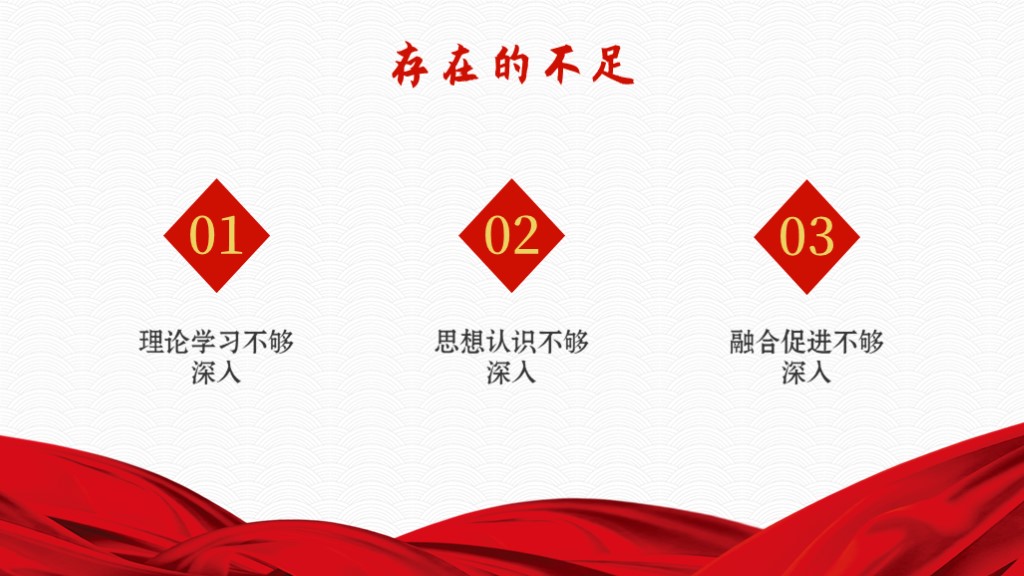 存在的不足
01
02
03
理论学习不够
深入
思想认识不够
深入
融合促进不够
深入